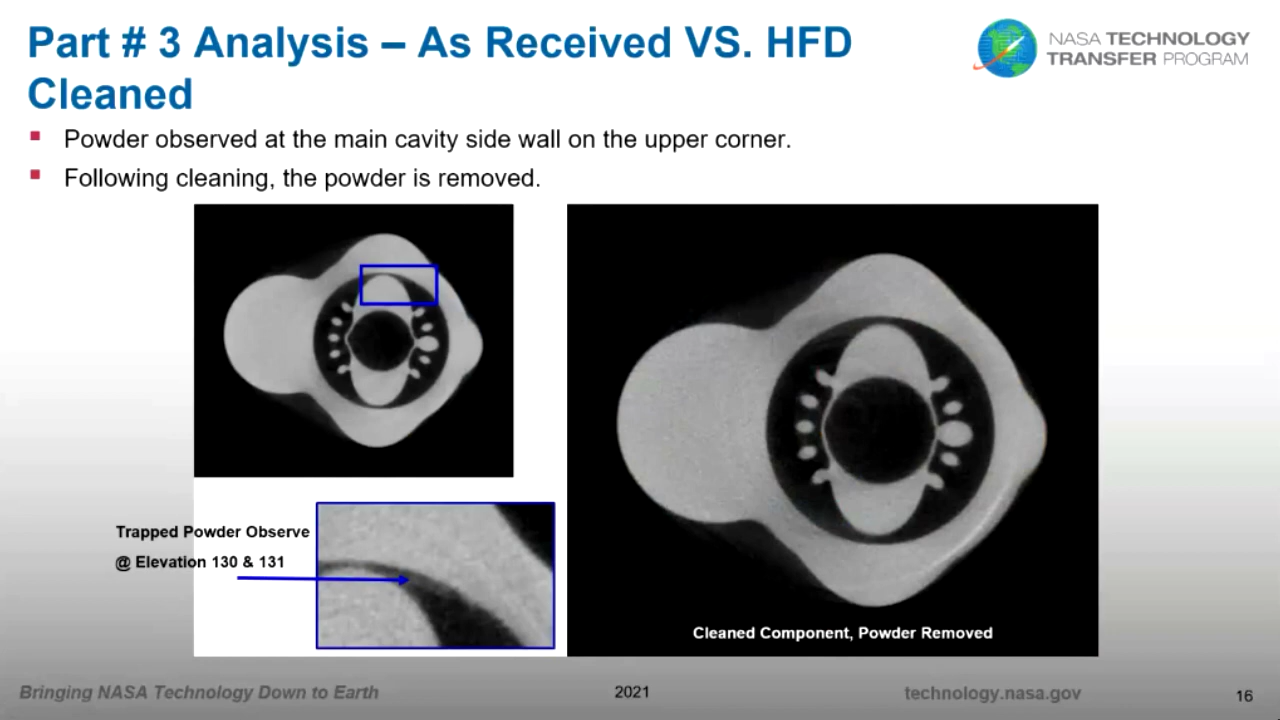 Part # 3 Analysis – As Received VS. HFD
Cleaned
NASA TECHNOLOGY
TRANSFER PROGRAM
▪ Powder observed at the main cavity side wall on the upper corner.
▪ Following cleaning, the powder is removed.
Trapped Powder Observe
@ Elevation 130 & 131
Cleaned Component, Powder Removed
Bringing NASA Technology Down to Earth
2021
technology.nasa.gov
16